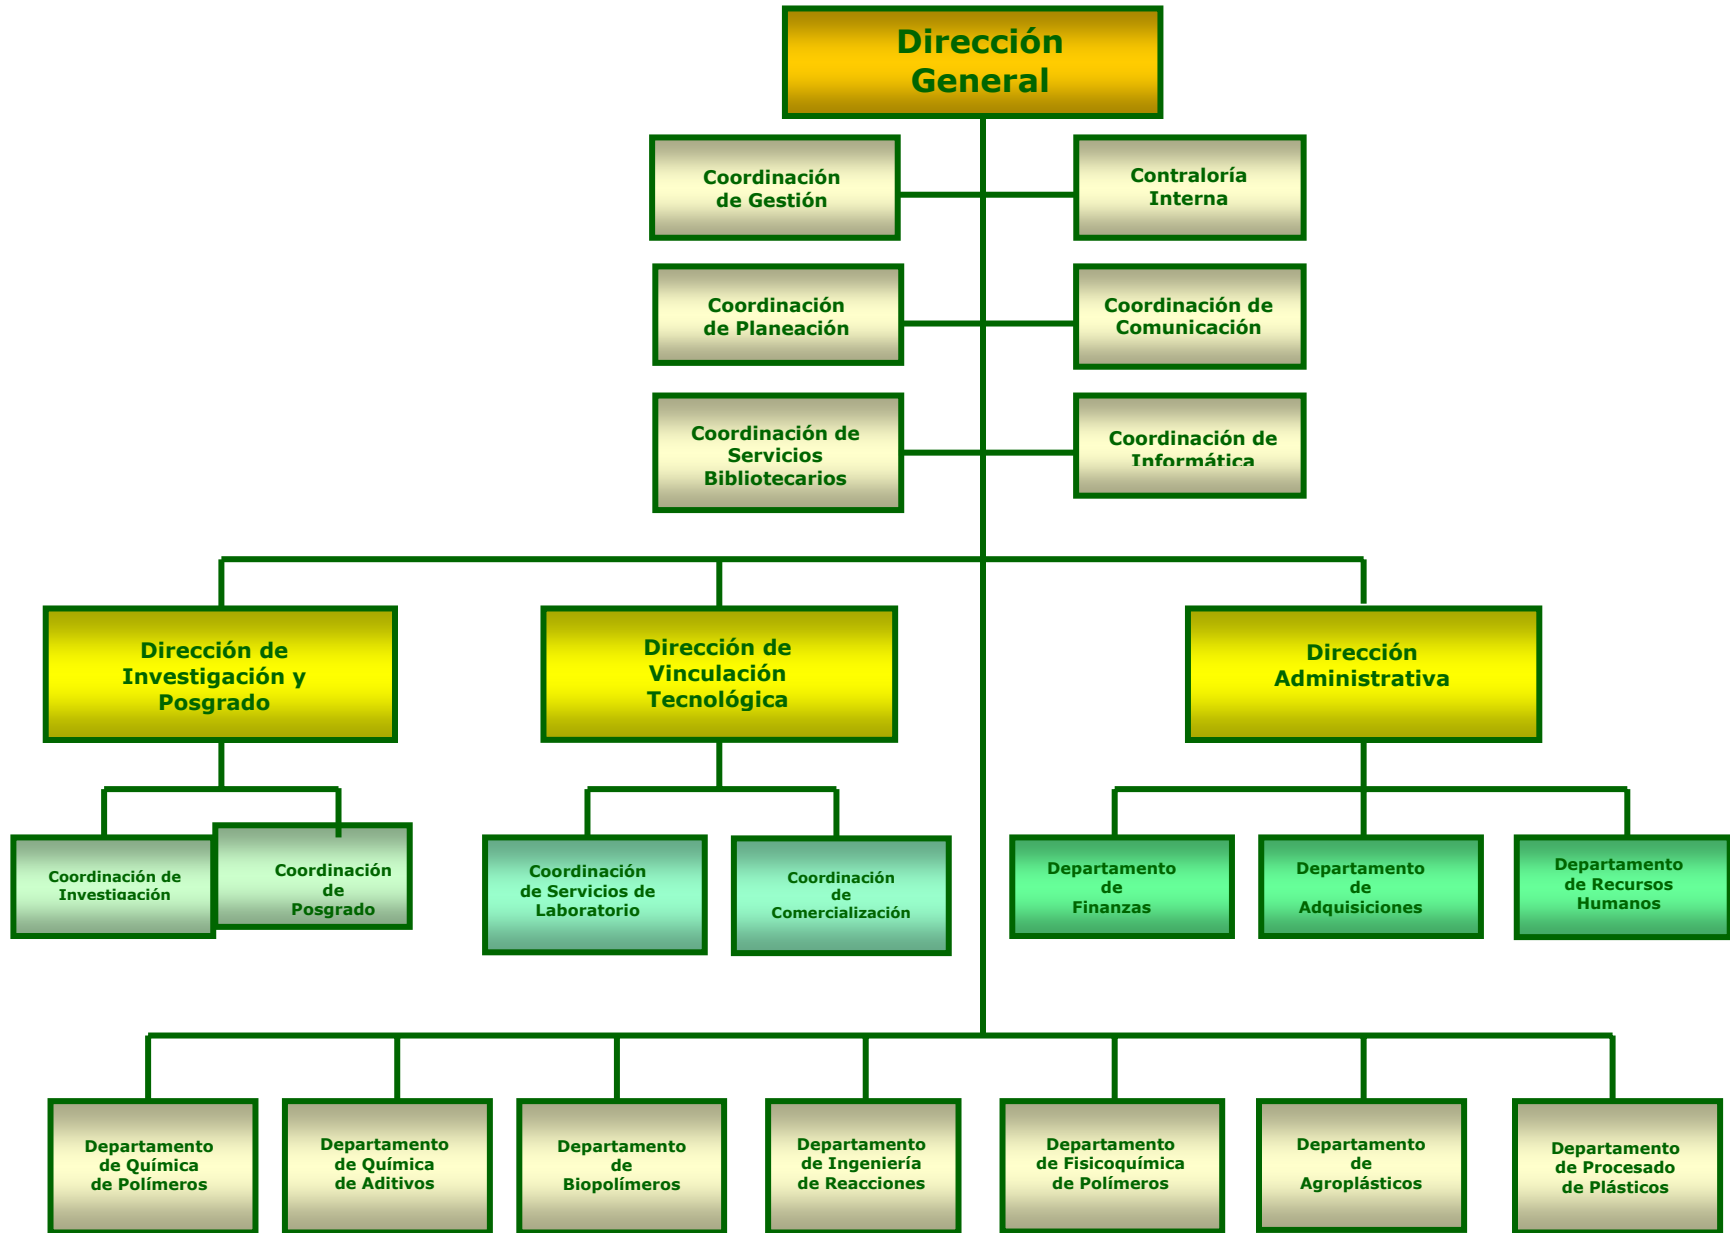 Dirección
General
Coordinación
de Gestión
Contraloría
Interna
Coordinación
de Planeación
Coordinación de
Comunicación
Coordinación de
Servicios
Bibliotecarios
Coordinación de
Informática
Dirección de
Investigación y
Posgrado
Dirección de
Vinculación
Tecnológica
Dirección
Administrativa
Coordinación de
Investigación
Coordinación
de
Posgrado
Coordinación
de Servicios de
Laboratorio
Coordinación
de
Comercialización
Departamento
de
Finanzas
Departamento
de
Adquisiciones
Departamento
de Recursos
Humanos
Departamento
de Química
de Polímeros
Departamento
de Química
de Aditivos
Departamento
de
Biopolímeros
Departamento
de Ingeniería
de Reacciones
Departamento
de Fisicoquímica
de Polímeros
Departamento
de
Agroplásticos
Departamento
de Procesado
de Plásticos